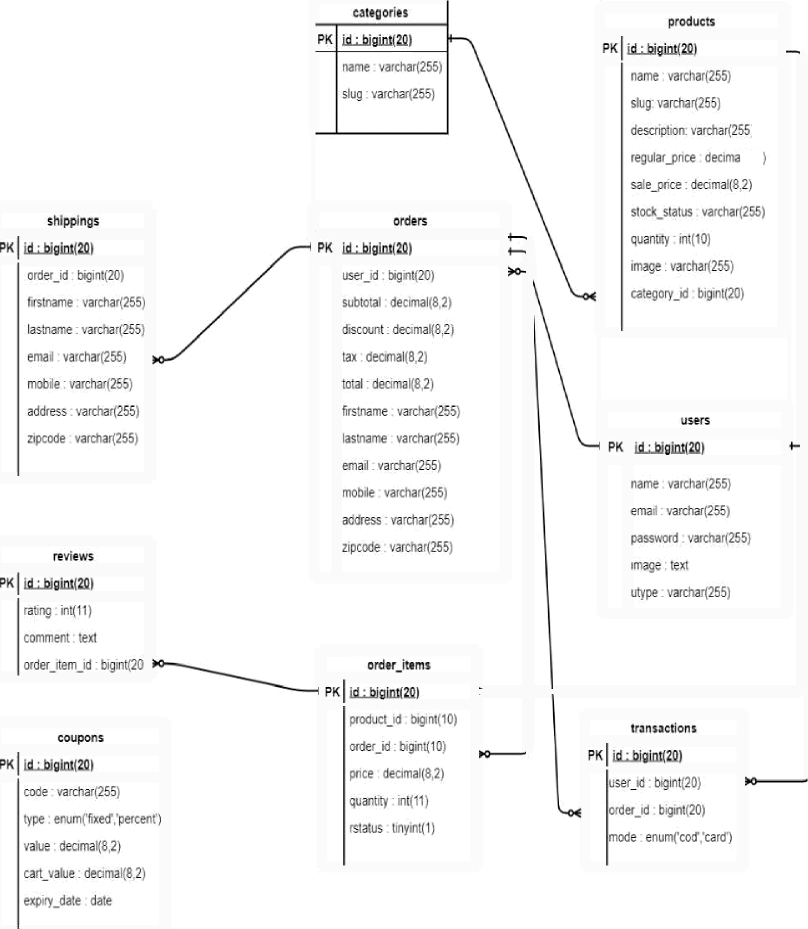 categories
PK id : bigint(20)
name : varchar(255)
slug : varchar(255)
products
PK id : bigint(20)
name : varchar(255)
slug: varchar(255)
description: varchar(255
regular_price : decima )
sale_price : decimal(8,2)
stock_status : varchar(255)
quantity : int(10)
image : varchar(255)
category_id : bigint(20)
shippings
PK id : bigint(20)
order_id : bigint(20)
firstname : varchar(255)
lastname : varchar(255)
email : varchar(255)
mobile : varchar(255)
address : varchar(255)
zipcode : varchar(255)
orders
PK id : bigint(20)
user_id : bigint(20)
subtotal : decimal(8,2)
discount : decimal(8,2)
tax : decimal(8,2)
total : decimal(8,2)
firstname : varchar(255)
lastname : varchar(255)
email : varchar(255)
mobile : varchar(255)
address : varchar(255)
zipcode : varchar(255)
users
PK id : bigint(20)
name : varchar(255)
email : varchar(255)
password : varchar(255)
image : text
utype : varchar(255)
reviews
PK id : bigint(20)
rating : int(11)
comment : text
order_item_id : bigint(20
order_items
PK id : bigint(20)
product_id : bigint(10)
order_id : bigint(10)
price : decimal(8,2)
quantity : int(11)
rstatus : tinyint(1)
coupons
PK id : bigint(20)
code : varchar(255)
type : enum('fixed','percent')
value : decimal(8,2)
cart_value : decimal(8,2)
expiry_date : date
transactions
PK id : bigint(20)
user_id : bigint(20)
order_id : bigint(20)
mode : enum('cod','card')